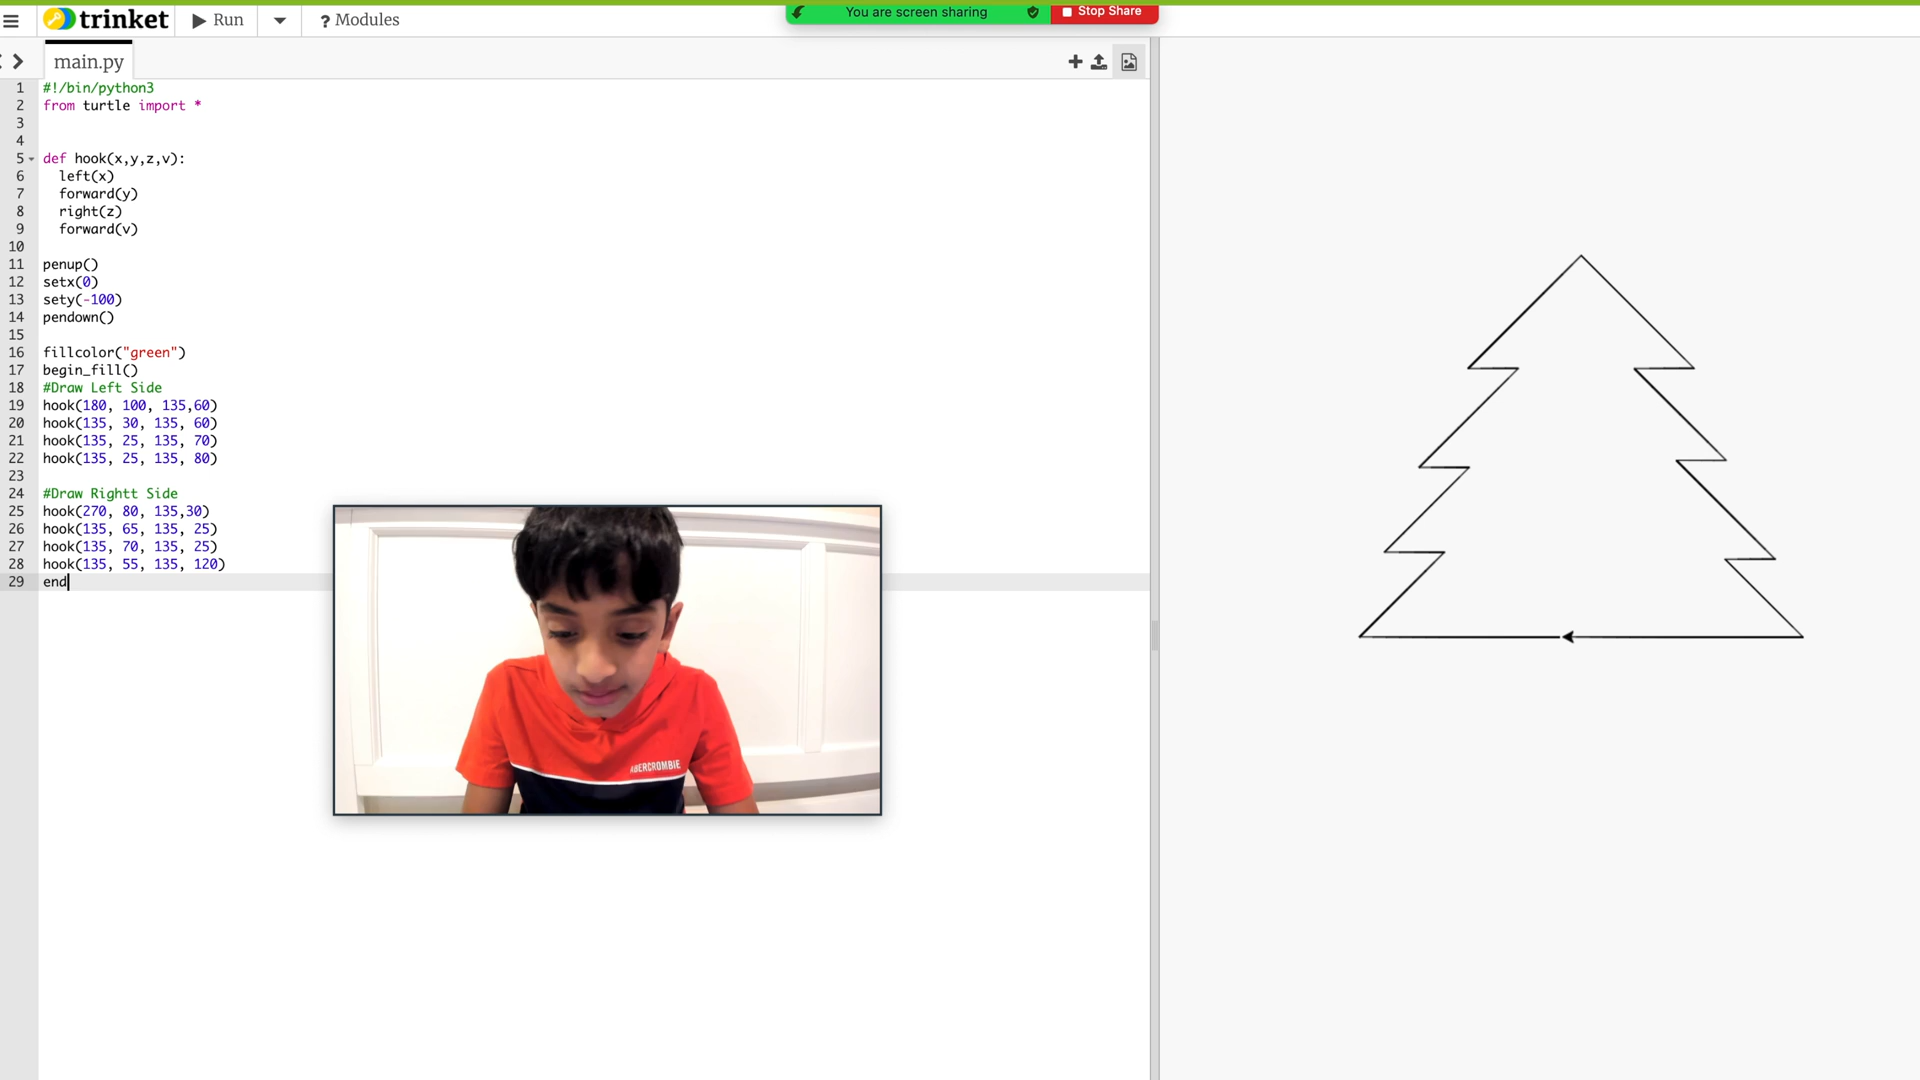 trinket Run ? Modules You are screen sharing Stop Share
main.py
1 #!/bin/python3
2 from turtle import *
3
4
5 def hook(x,y,z,v):
6 left(x)
7 forward(y)
8 right(z)
9 forward(v)
10
11 penup()
12 setx(0)
13 sety(-100)
14 pendown()
15
16 fillcolor("green")
17 begin_fill()
18 #Draw Left Side
19 hook(180, 100, 135,60)
20 hook(135, 30, 135, 60)
21 hook(135, 25, 135, 70)
22 hook(135, 25, 135, 80)
23
24 #Draw Rightt Side
25 hook(270, 80, 135,30)
26 hook(135, 65, 135, 25)
27 hook(135, 70, 135, 25)
28 hook(135, 55, 135, 120)
29 end
ABERCROMBIE